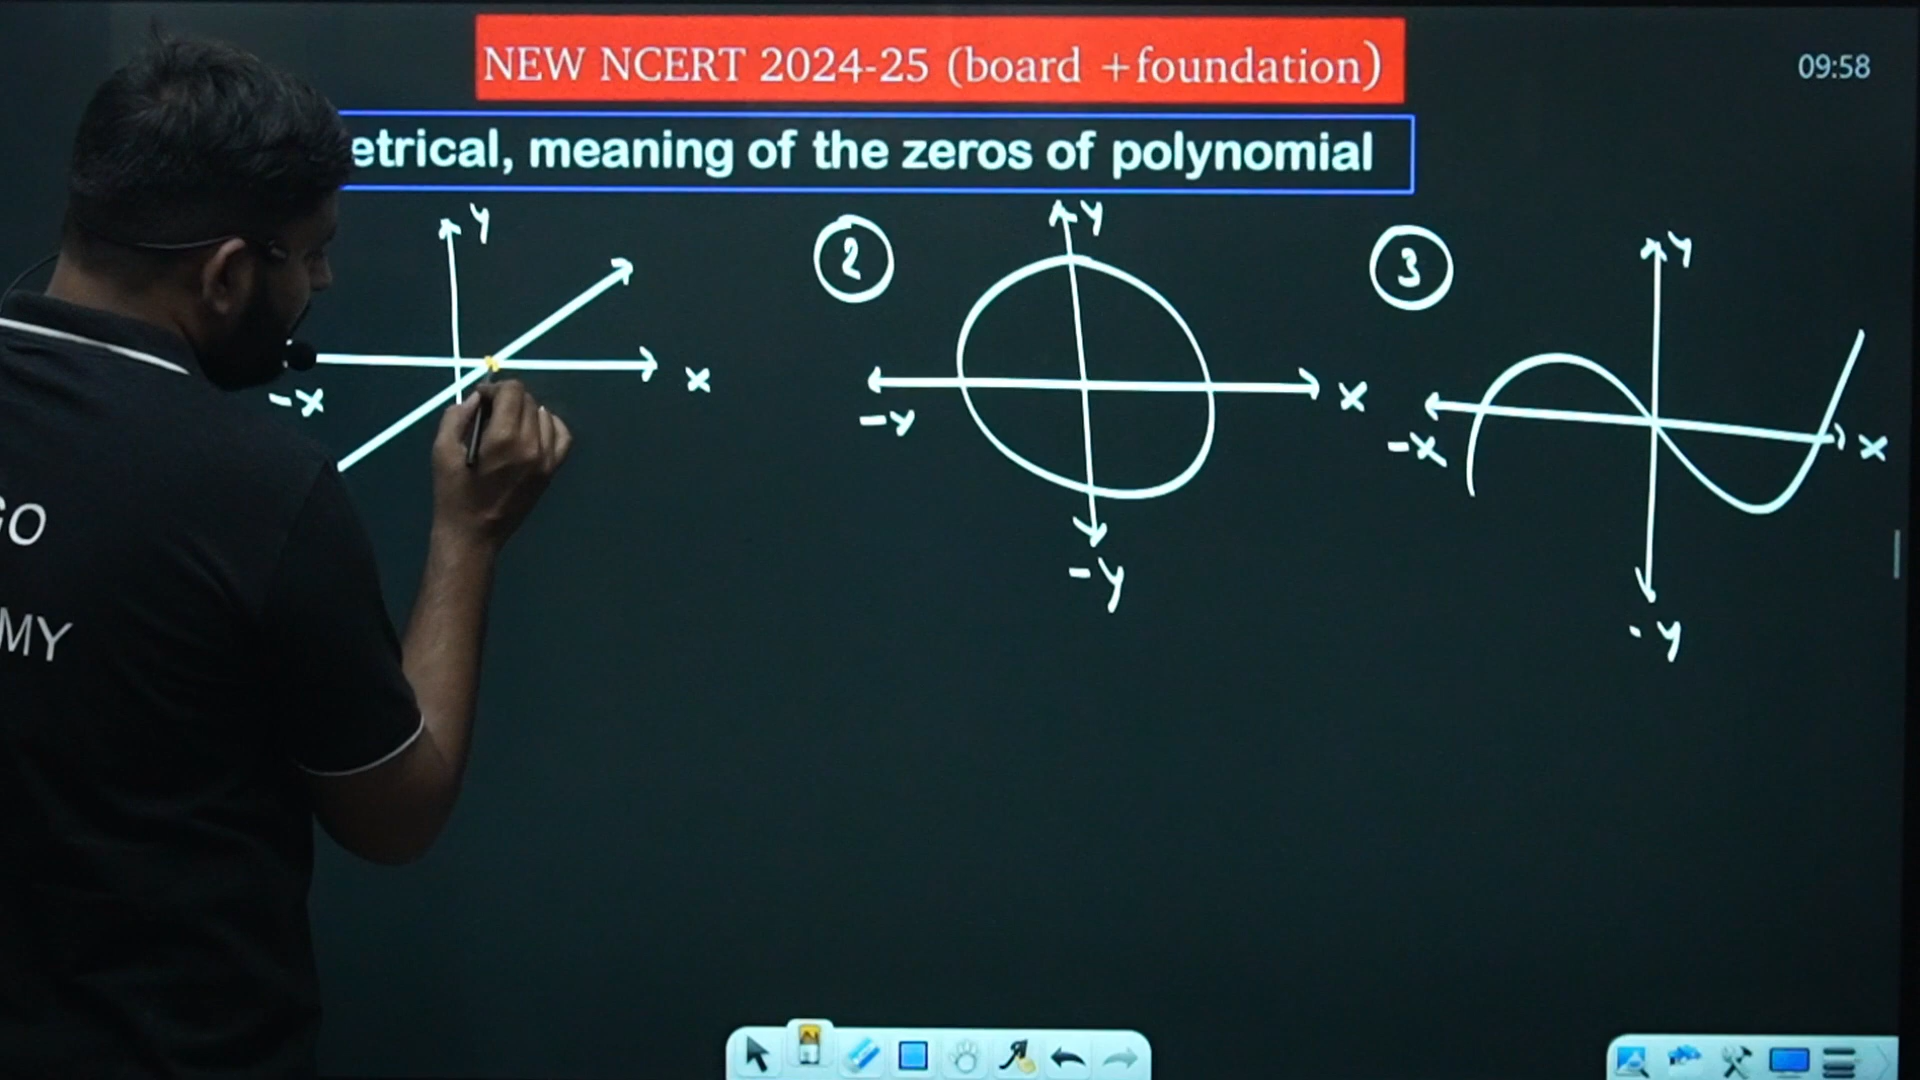 NEW NCERT 2024-25 (board +foundation)
09:58
etrical, meaning of the zeros of polynomial
Y
-X
X
2
Y
-Y
X
-Y
3
Y
-X
X
-Y
GO
MY